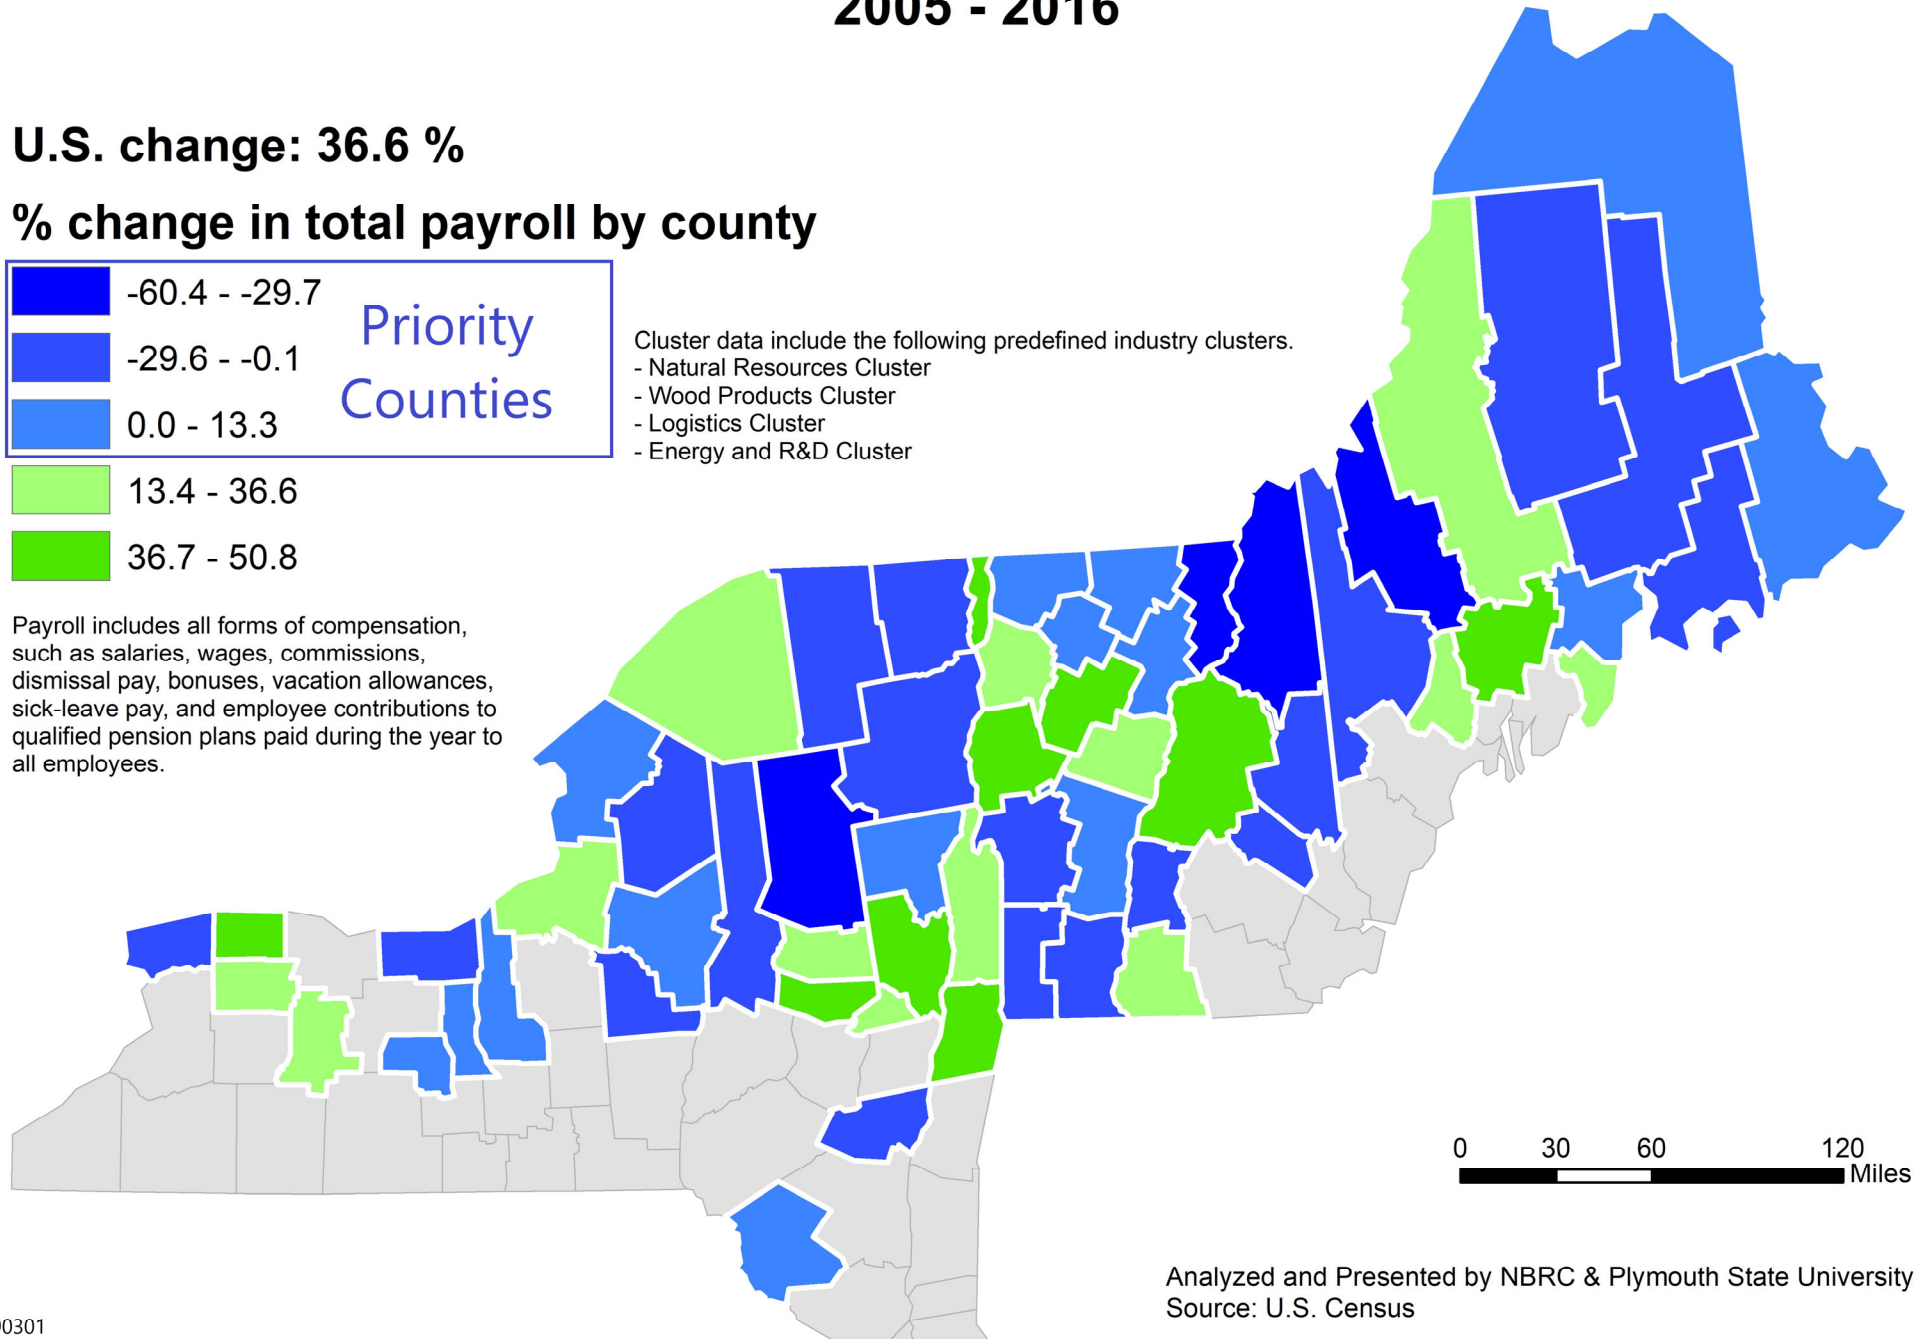 2005 - 2016
U.S. change: 36.6 %
% change in total payroll by county
-60.4 - -29.7
-29.6 - -0.1
0.0 - 13.3
13.4 - 36.6
36.7 - 50.8
Priority
Counties
Cluster data include the following predefined industry clusters.
- Natural Resources Cluster
- Wood Products Cluster
- Logistics Cluster
- Energy and R&D Cluster
Payroll includes all forms of compensation,
such as salaries, wages, commissions,
dismissal pay, bonuses, vacation allowances,
sick-leave pay, and employee contributions to
qualified pension plans paid during the year to
all employees.
0 30 60 120
Miles
Analyzed and Presented by NBRC & Plymouth State University
Source: U.S. Census